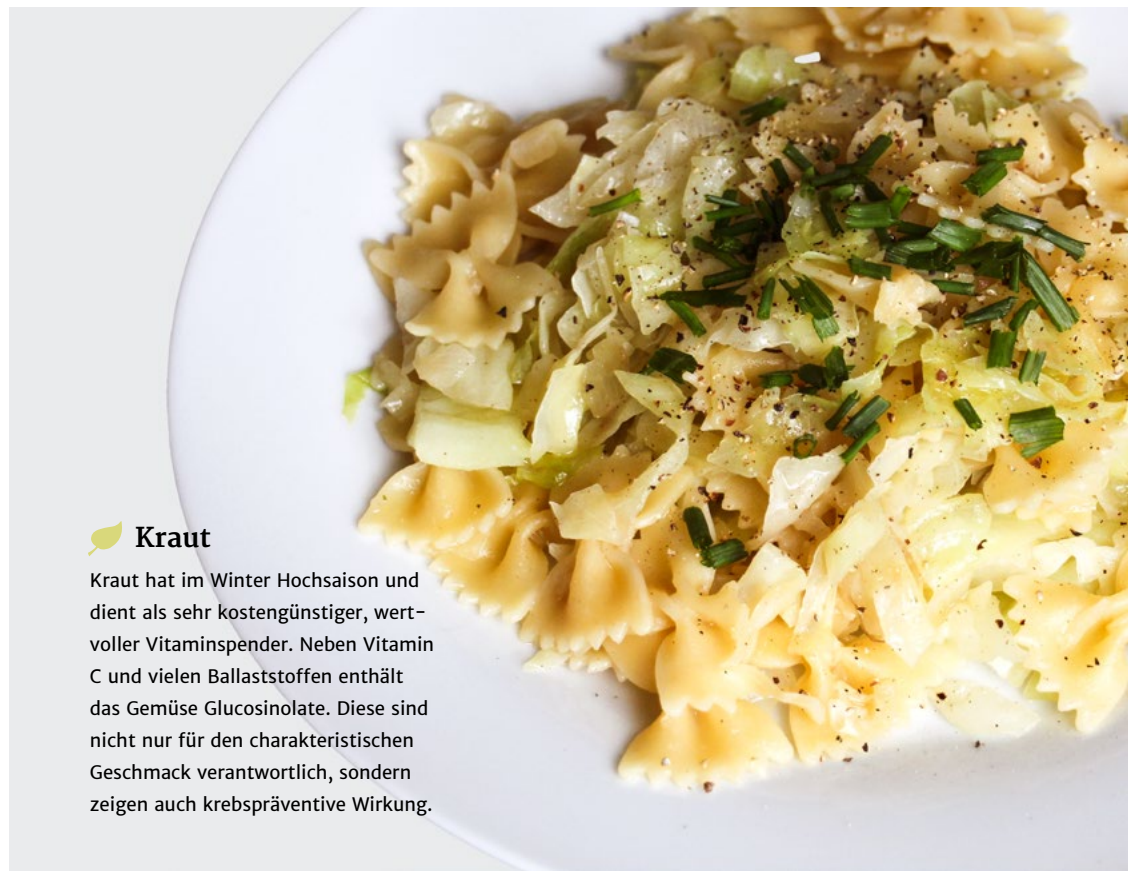 Kraut
Kraut hat im Winter Hochsaison und
dient als sehr kostengünstiger, wert-
voller Vitaminspender. Neben Vitamin
C und vielen Ballaststoffen enthält
das Gemüse Glucosinolate. Diese sind
nicht nur für den charakteristischen
Geschmack verantwortlich, sondern
zeigen auch krebspräventive Wirkung.